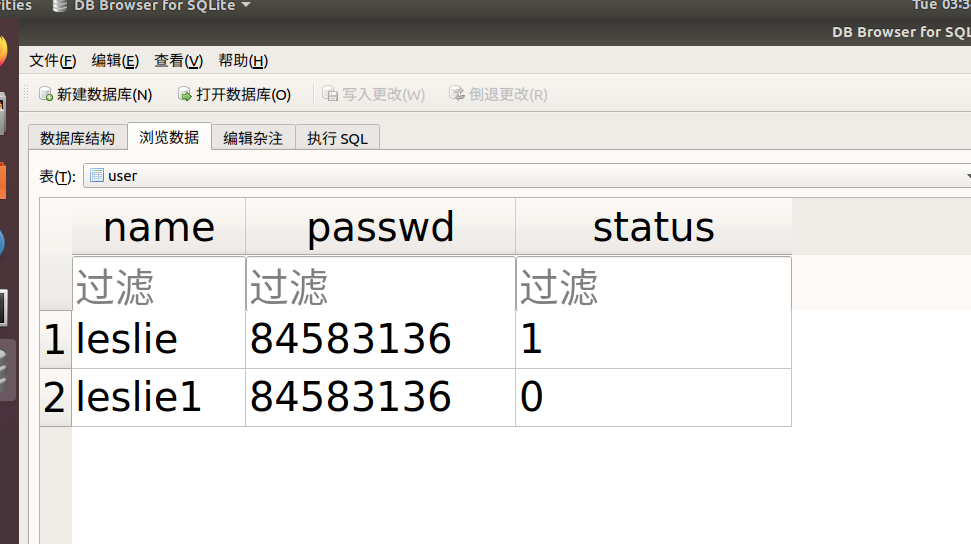 ities DB Browser for SQLite Tue 03:3
DB Browser for SQL
文件(F) 编辑(E) 查看(V) 帮助(H)
新建数据库(N) 打开数据库(O) 写入更改(W) 倒退更改(R)
数据库结构 浏览数据 编辑杂注 执行 SQL
表(T): user
name passwd status
过滤 过滤 过滤
1 leslie 84583136 1
2 leslie1 84583136 0